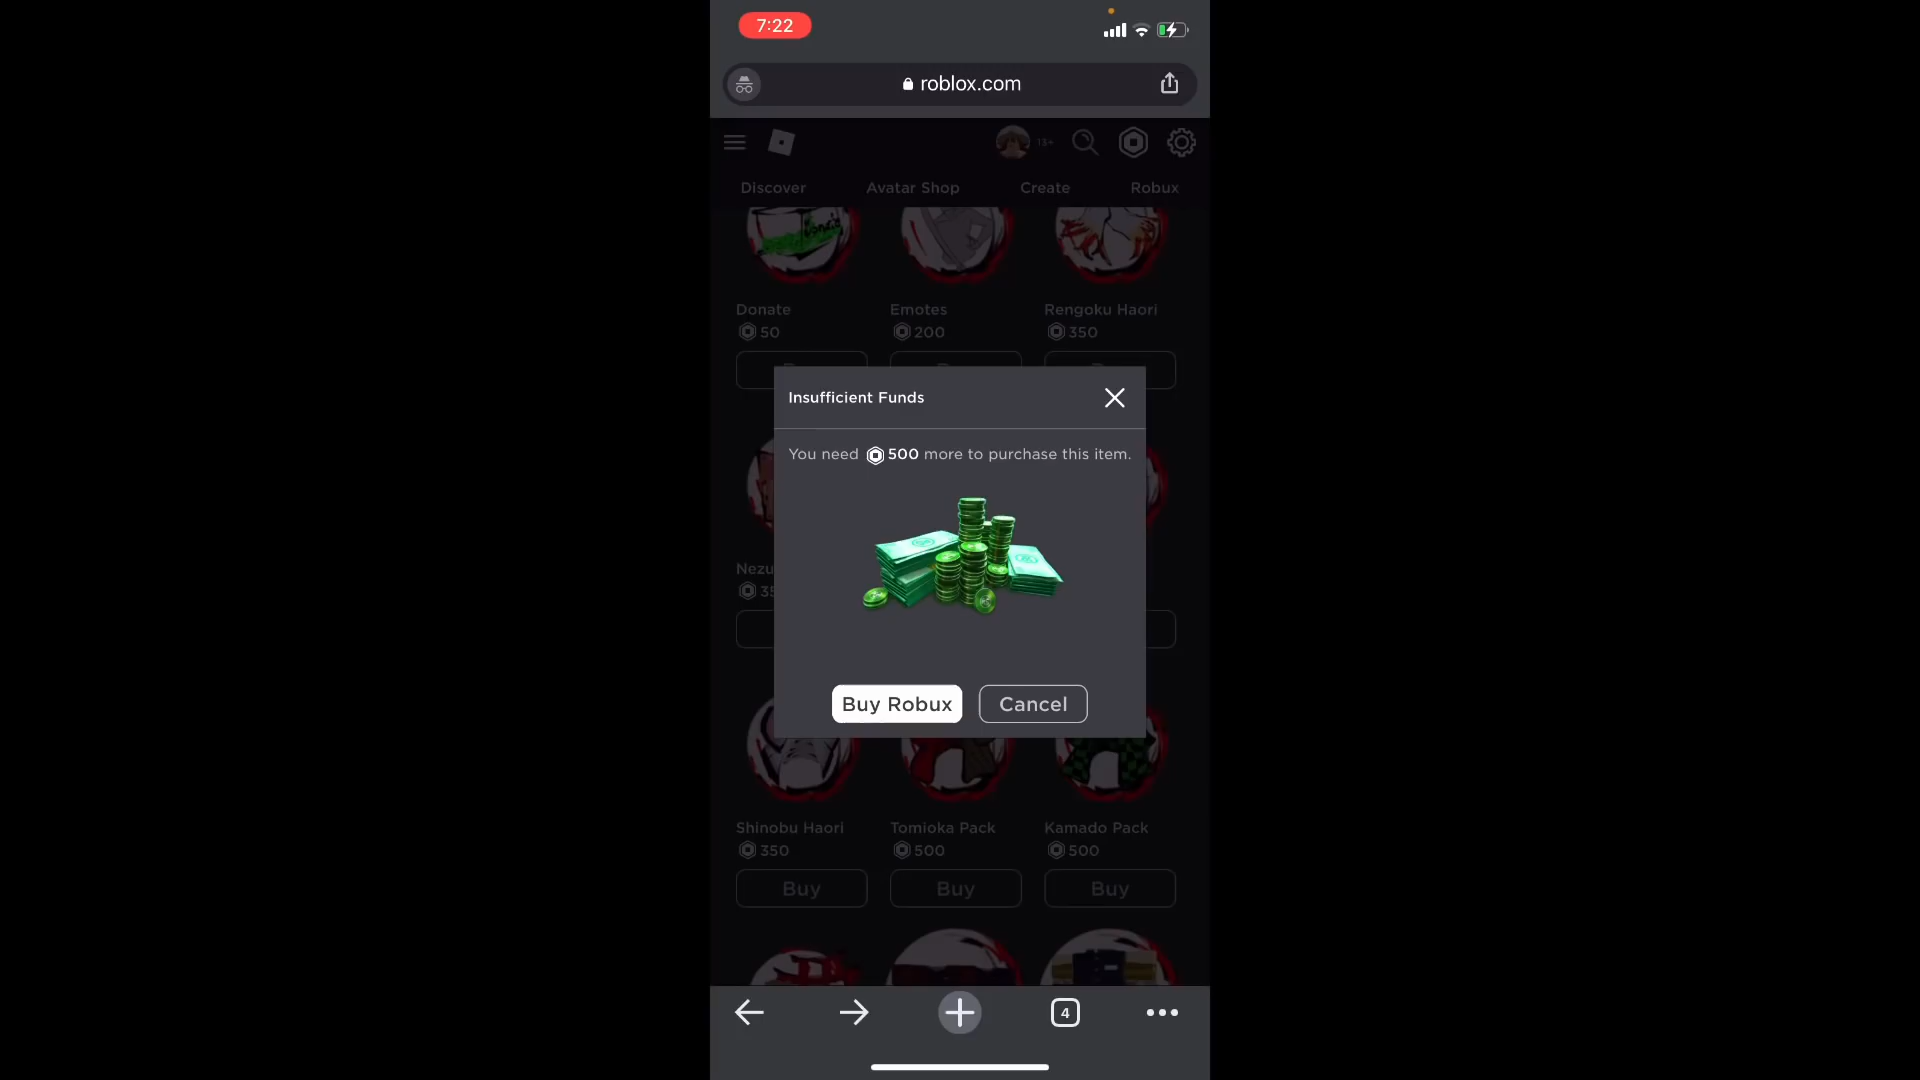 7:22
roblox.com
13+
Discover Avatar Shop Create Robux
Donate Emotes Rengoku Haori
50 200 350
Insufficient Funds
You need 500 more to purchase this item.
Buy Robux Cancel
Shinobu Haori Tomioka Pack Kamado Pack
350 500 500
Buy Buy Buy
4